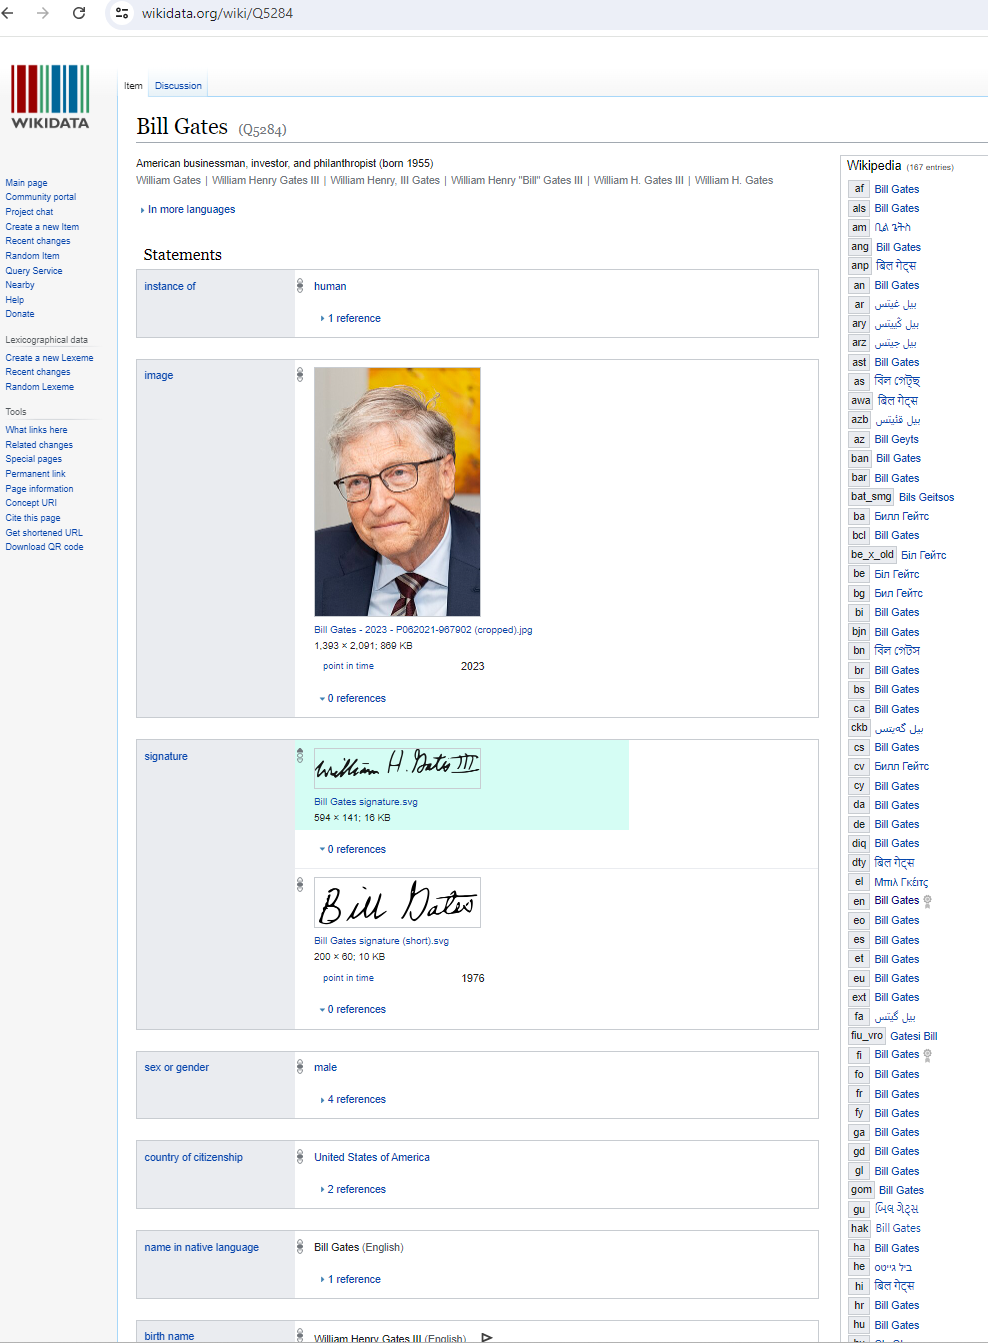 wikidata.org/wiki/Q5284
WIKIDATA
Main page
Community portal
Project chat
Create a new Item
Recent changes
Random Item
Query Service
Nearby
Help
Donate
Lexicographical data
Create a new Lexeme
Recent changes
Random Lexeme
Tools
What links here
Related changes
Special pages
Permanent link
Page information
Concept URI
Cite this page
Get shortened URL
Download QR code
Item Discussion
Bill Gates (Q5284)
American businessman, investor, and philanthropist (born 1955)
William Gates | William Henry Gates III | William Henry, III Gates | William Henry "Bill" Gates III | William H. Gates III | William H. Gates
In more languages
Statements
instance of
human
1 reference
image
Bill Gates - 2023 - P062021-967902 (cropped).jpg
1,393 × 2,091; 869 KB
point in time 2023
0 references
signature
William H. Gates III
Bill Gates signature.svg
594 × 141; 16 KB
0 references
Bill Gates
Bill Gates signature (short).svg
200 × 60; 10 KB
point in time 1976
0 references
sex or gender
male
4 references
country of citizenship
United States of America
2 references
name in native language
Bill Gates (English)
1 reference
birth name
William Henry Gates III (English)
Wikipedia (167 entries)
af Bill Gates
als Bill Gates
am ቢል ጌትስ
ang Bill Gates
anp बिल गेट्स
an Bill Gates
ar بيل غيتس
ary بيل ڭييتس
arz بيل جيتس
ast Bill Gates
as বিল গেট্‌ছ
awa बिल गेट्स
azb بیل قئیتس
az Bill Geyts
ban Bill Gates
bar Bill Gates
bat_smg Bils Geitsos
ba Билл Гейтс
bcl Bill Gates
be_x_old Біл Гейтс
be Біл Гейтс
bg Бил Гейтс
bi Bill Gates
bjn Bill Gates
bn বিল গেটস
br Bill Gates
bs Bill Gates
ca Bill Gates
ckb بیل گەیتس
cs Bill Gates
cv Билл Гейтс
cy Bill Gates
da Bill Gates
de Bill Gates
diq Bill Gates
dty बिल गेट्स
el Μπιλ Γκέιτς
en Bill Gates
eo Bill Gates
es Bill Gates
et Bill Gates
eu Bill Gates
ext Bill Gates
fa بیل گیتس
fiu_vro Gatesi Bill
fi Bill Gates
fo Bill Gates
fr Bill Gates
fy Bill Gates
ga Bill Gates
gd Bill Gates
gl Bill Gates
gom Bill Gates
gu બિલ ગેટ્સ
hak Bill Gates
ha Bill Gates
he ביל גייטס
hi बिल गेट्स
hr Bill Gates
hu Bill Gates